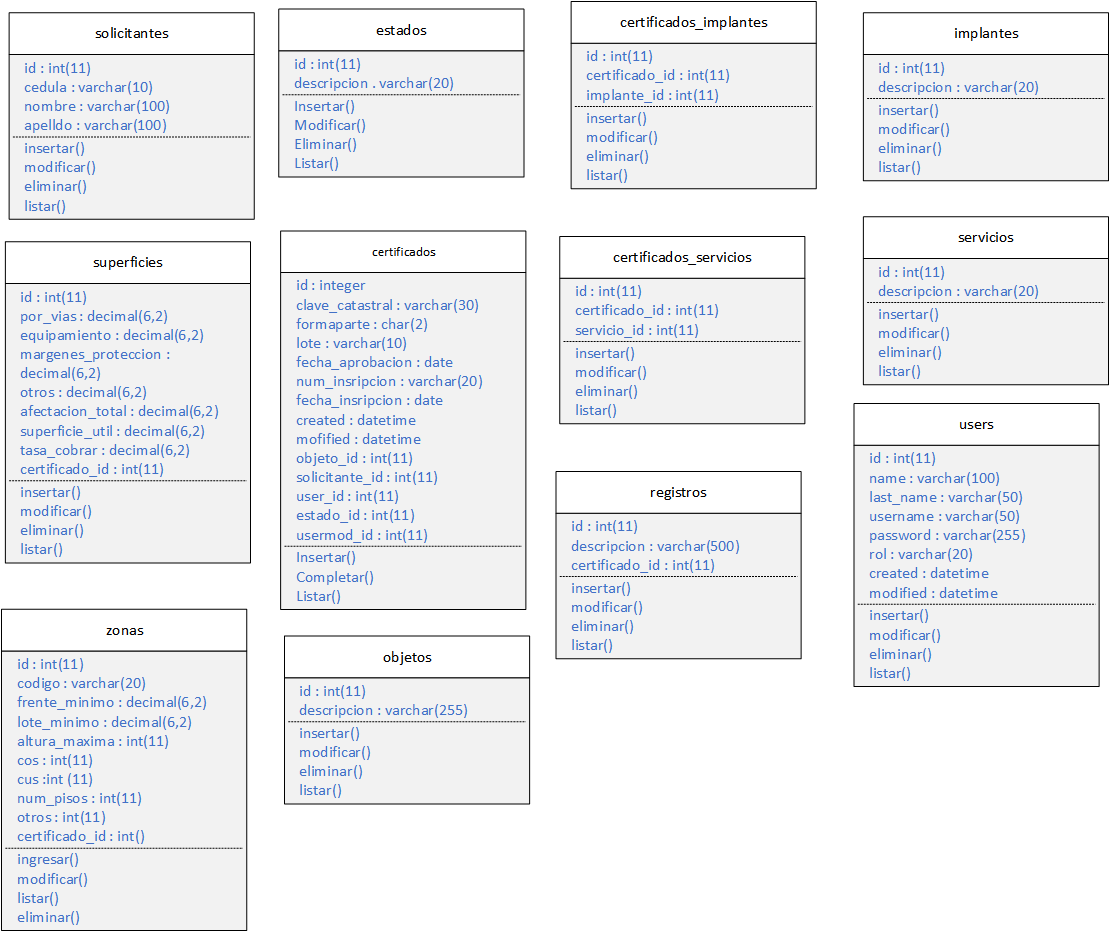 solicitantes
id : int(11)
cedula : varchar(10)
nombre : varchar(100)
apelldo : varchar(100)
insertar()
modificar()
eliminar()
listar()
estados
id : int(11)
descripcion . varchar(20)
Insertar()
Modificar()
Eliminar()
Listar()
certificados_implantes
id : int(11)
certificado_id : int(11)
implante_id : int(11)
insertar()
modificar()
eliminar()
listar()
implantes
id : int(11)
descripcion : varchar(20)
insertar()
modificar()
eliminar()
listar()
superficies
id : int(11)
por_vias : decimal(6,2)
equipamiento : decimal(6,2)
margenes_proteccion :
decimal(6,2)
otros : decimal(6,2)
afectacion_total : decimal(6,2)
superficie_util : decimal(6,2)
tasa_cobrar : decimal(6,2)
certificado_id : int(11)
insertar()
modificar()
eliminar()
listar()
certificados
id : integer
clave_catastral : varchar(30)
formaparte : char(2)
lote : varchar(10)
fecha_aprobacion : date
num_insripcion : varchar(20)
fecha_insripcion : date
created : datetime
mofified : datetime
objeto_id : int(11)
solicitante_id : int(11)
user_id : int(11)
estado_id : int(11)
usermod_id : int(11)
Insertar()
Completar()
Listar()
certificados_servicios
id : int(11)
certificado_id : int(11)
servicio_id : int(11)
insertar()
modificar()
eliminar()
listar()
servicios
id : int(11)
descripcion : varchar(20)
insertar()
modificar()
eliminar()
listar()
users
id : int(11)
name : varchar(100)
last_name : varchar(50)
username : varchar(50)
password : varchar(255)
rol : varchar(20)
created : datetime
modified : datetime
insertar()
modificar()
eliminar()
listar()
registros
id : int(11)
descripcion : varchar(500)
certificado_id : int(11)
insertar()
modificar()
eliminar()
listar()
zonas
id : int(11)
codigo : varchar(20)
frente_minimo : decimal(6,2)
lote_minimo : decimal(6,2)
altura_maxima : int(11)
cos : int(11)
cus :int (11)
num_pisos : int(11)
otros : int(11)
certificado_id : int()
ingresar()
modificar()
listar()
eliminar()
objetos
id : int(11)
descripcion : varchar(255)
insertar()
modificar()
eliminar()
listar()